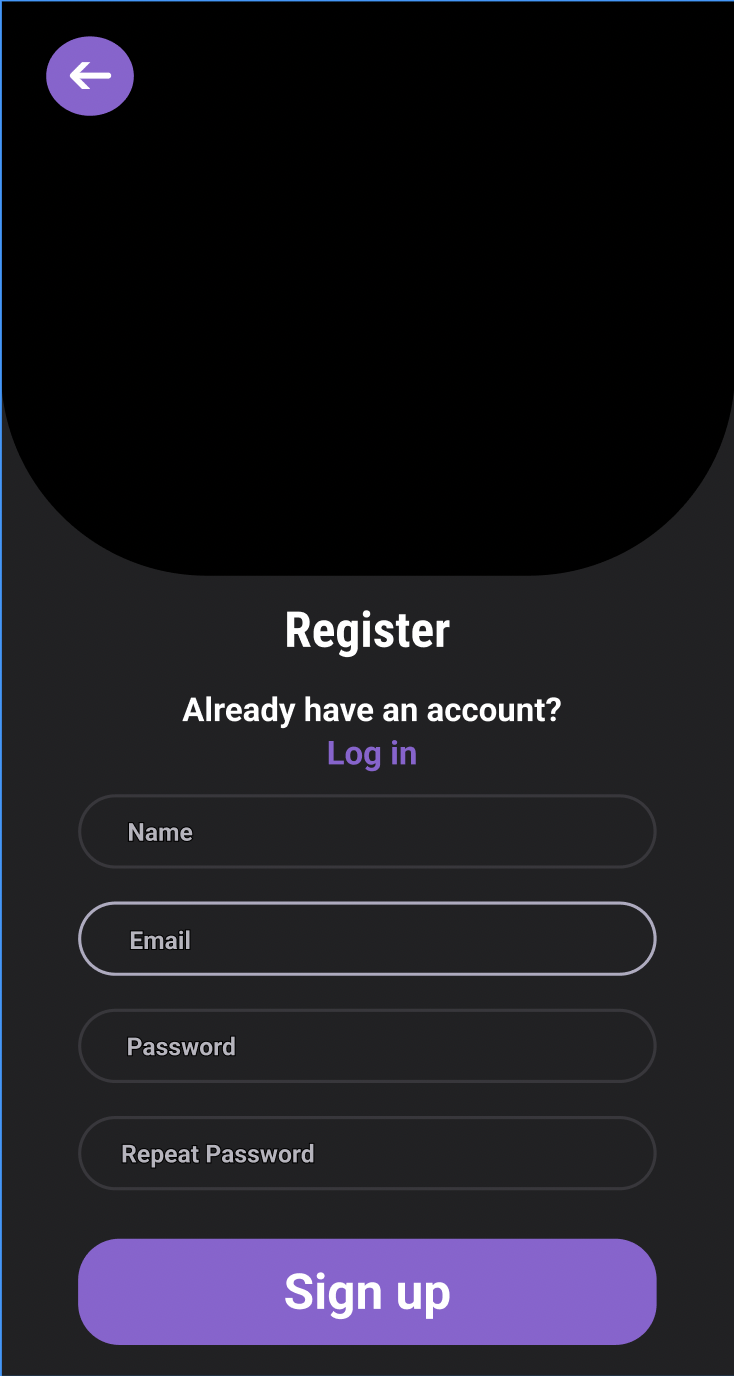 Register
Already have an account?
Log in
Name
Email
Password
Repeat Password
Sign up